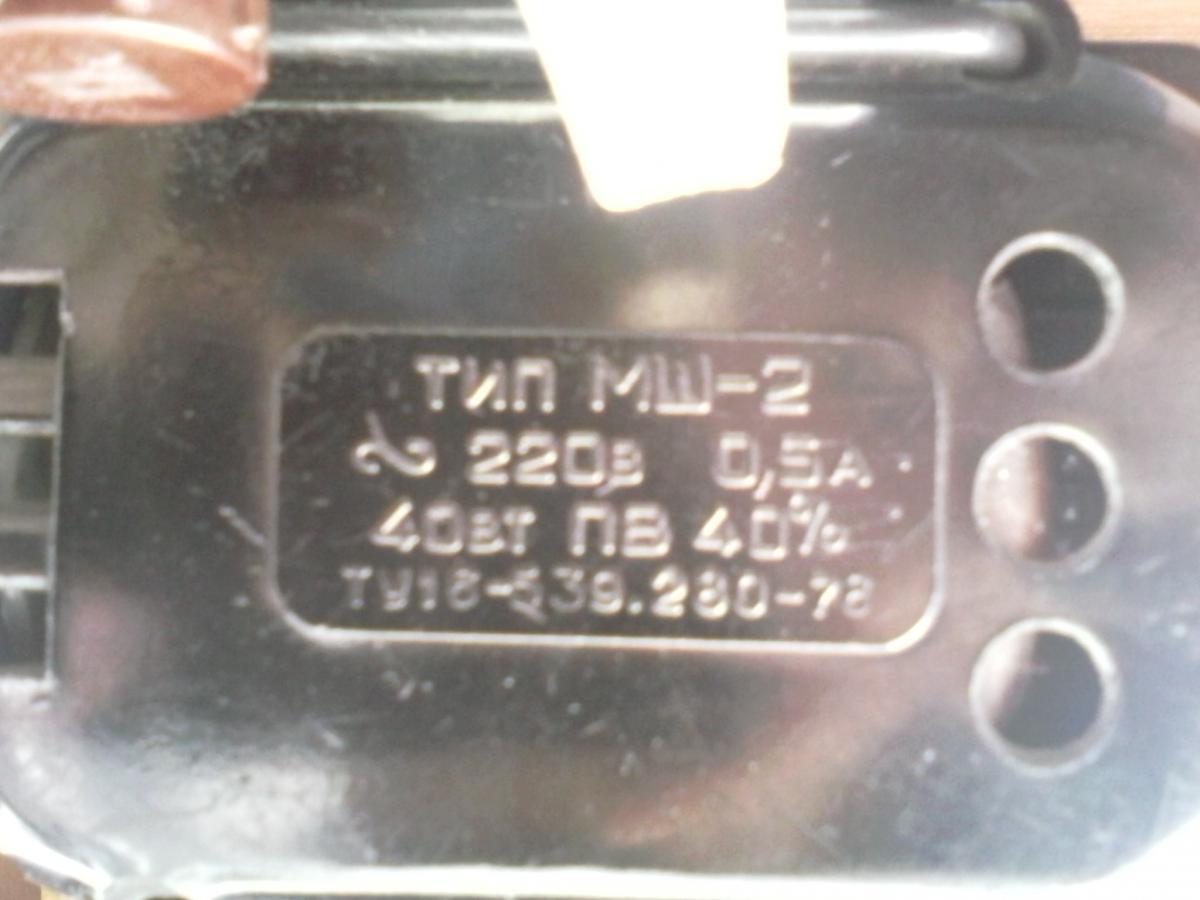 ТИП МШ-2
~ 220в 0,5А
40вт ПВ 40%
ТУ16-539.280-78